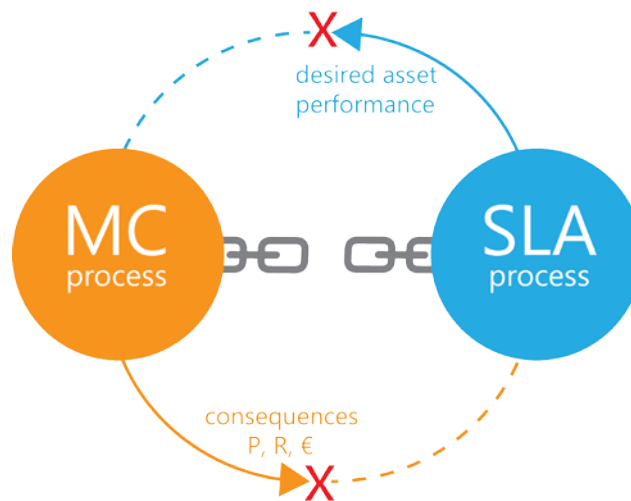 X
desired asset
performance
MC
process
SLA
process
consequences
P, R, €
X